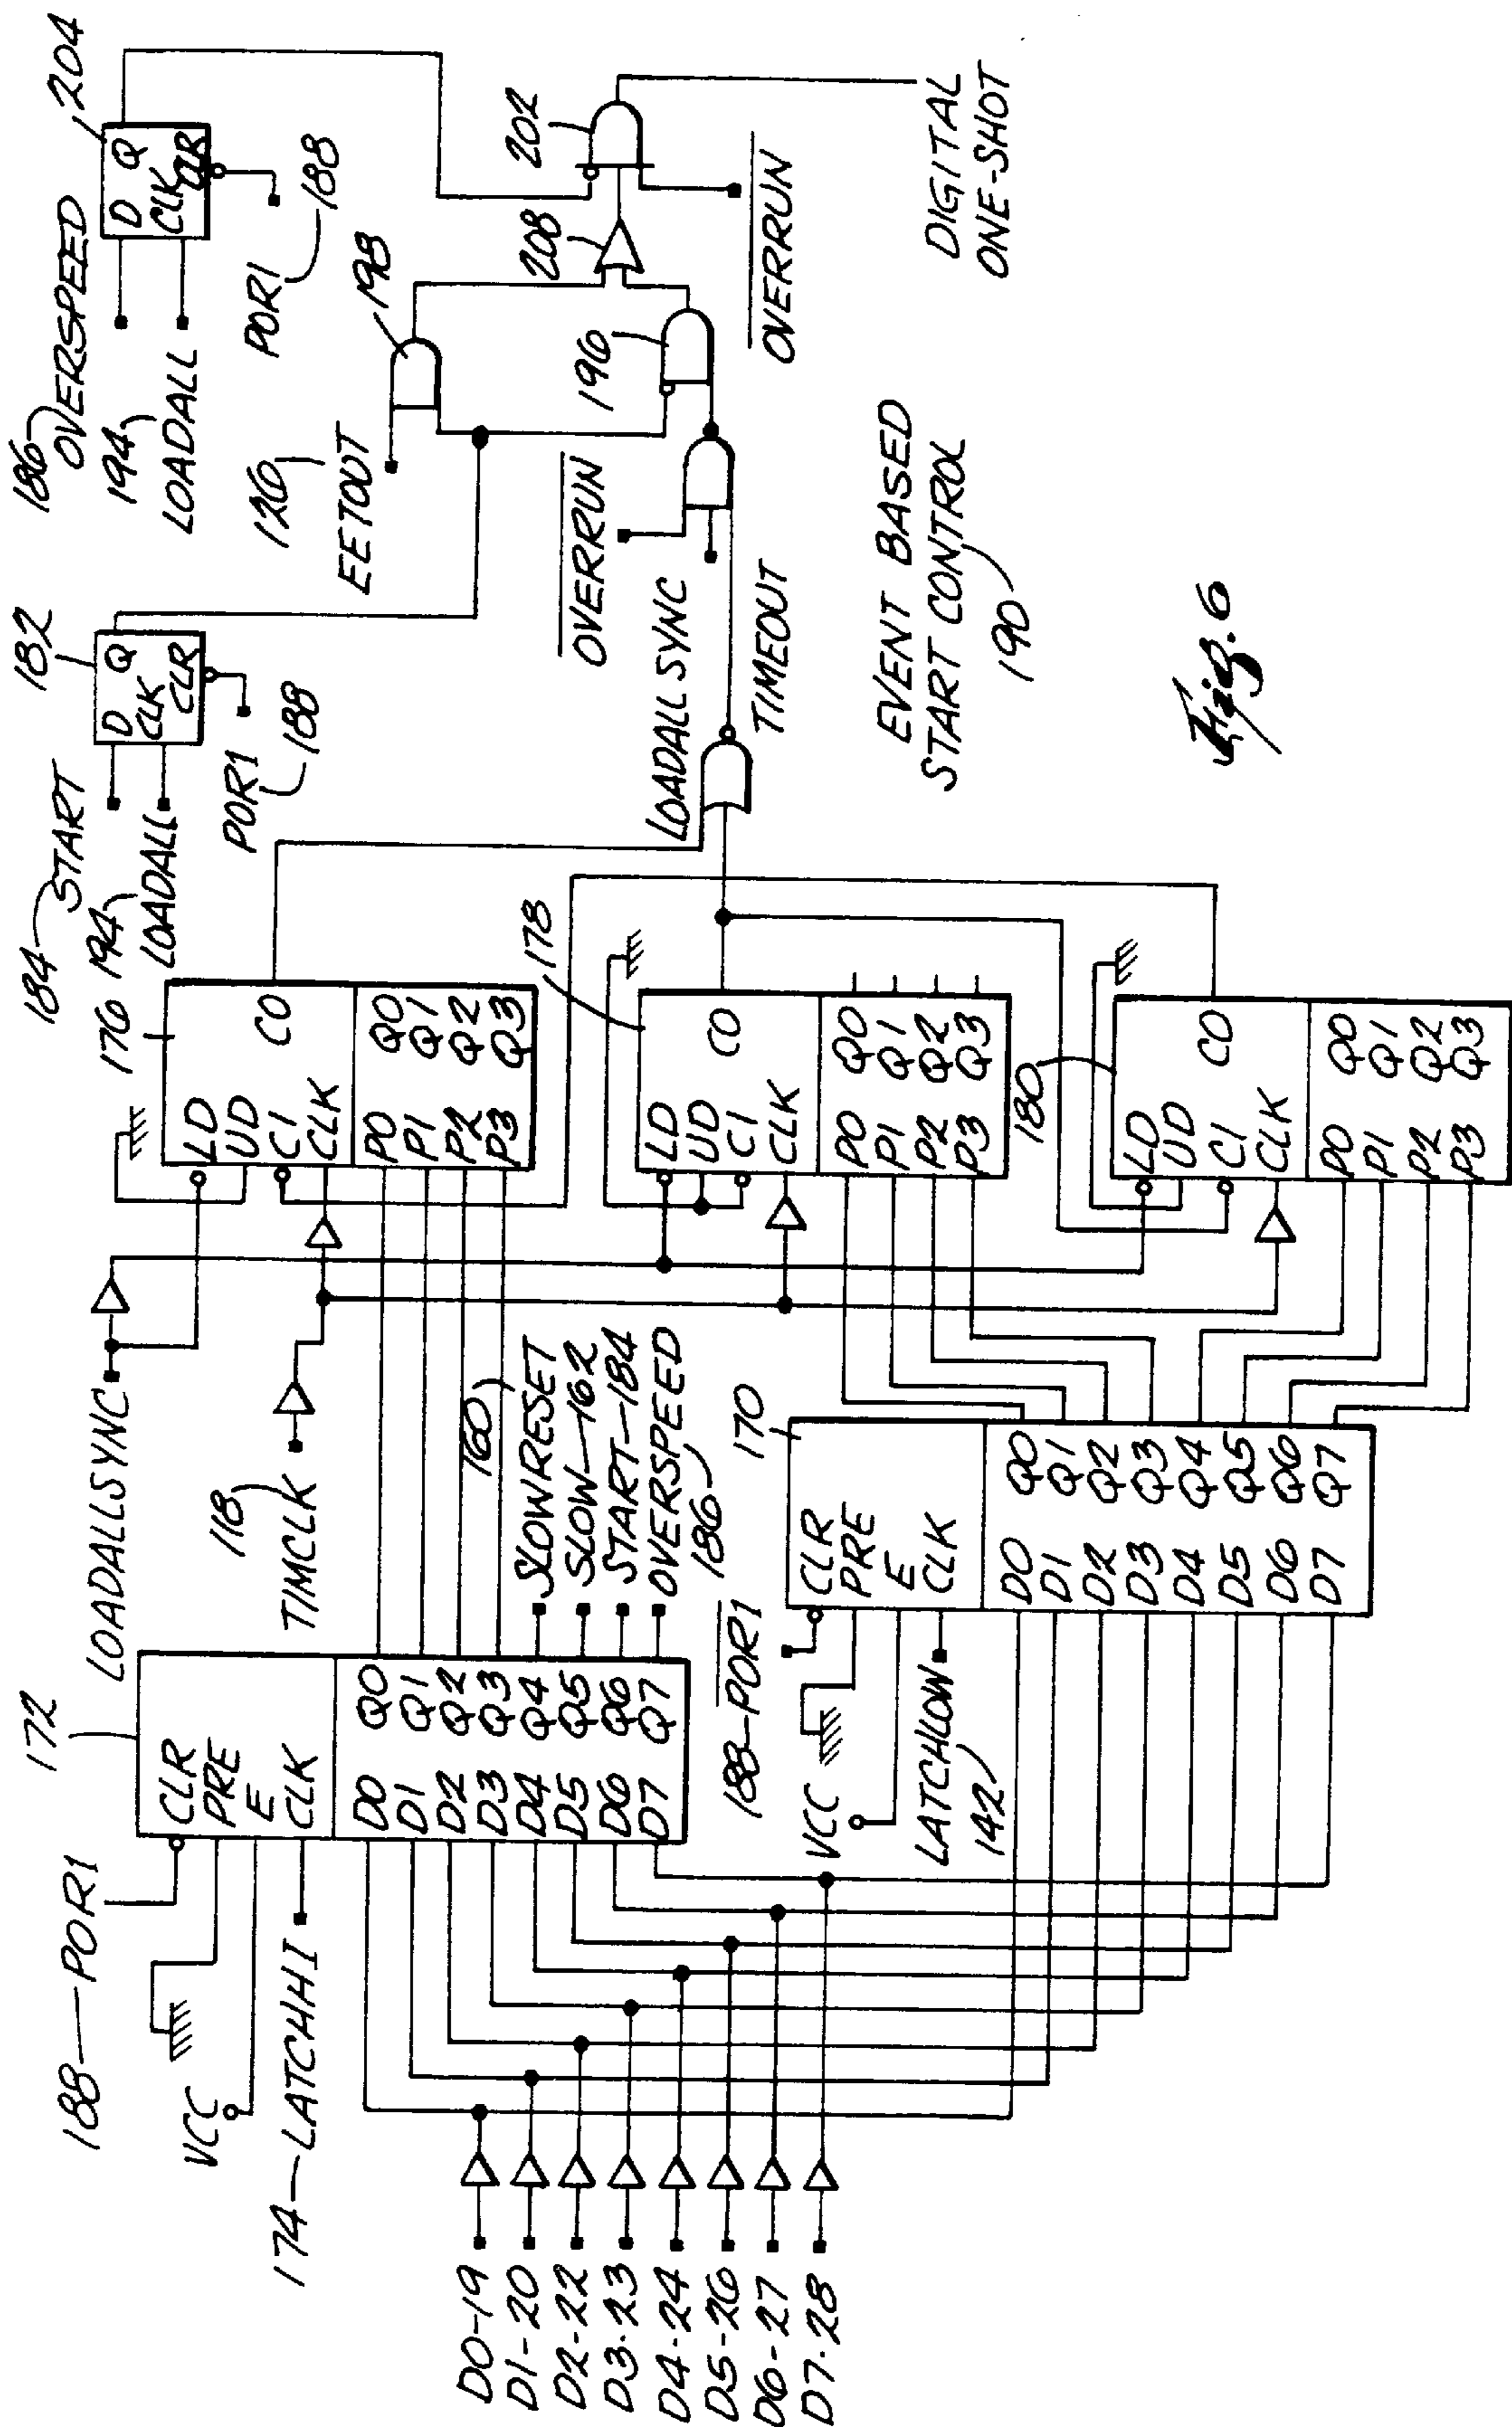 188—POR1
172
CLR
PRE
E
CLK
D0 Q0
D1 Q1
D2 Q2
D3 Q3
D4 Q4
D5 Q5
D6 Q6
D7 Q7
VCC
174—LATCHHI
D0-19
D1-20
D2-22
D3-23
D4-24
D5-26
D6-27
D7-28
160
SLOWRESET
SLOW—162
START—184
OVERSPEED
186
188—POR1
VCC
LATCHLOW
142
170
CLR
PRE
E
CLK
D0 Q0
D1 Q1
D2 Q2
D3 Q3
D4 Q4
D5 Q5
D6 Q6
D7 Q7
LOADALLSYNC
118
TIMCLK
176
LD
UD
CI
CLK
CO
P0 Q0
P1 Q1
P2 Q2
P3 Q3
178
LD
UD
CI
CLK
CO
P0 Q0
P1 Q1
P2 Q2
P3 Q3
180
LD
UD
CI
CLK
CO
P0 Q0
P1 Q1
P2 Q2
P3 Q3
184—START
194
LOADALL
182
D Q
CLK
CLR
POR1
188
LOADALLSYNC
TIMEOUT
OVERRUN
126
EETOUT
198
196
208
186
OVERSPEED
194
LOADALL
204
D Q
CLK
CLR
POR1
188
202
OVERRUN
DIGITAL
ONE-SHOT
EVENT BASED
START CONTROL
190
Fig. 6